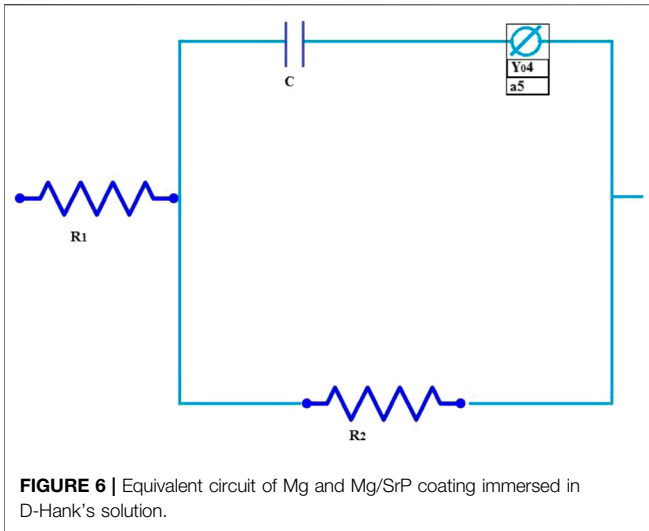 C
Y04
a5
R1
R2
FIGURE 6 | Equivalent circuit of Mg and Mg/SrP coating immersed in
D-Hank's solution.